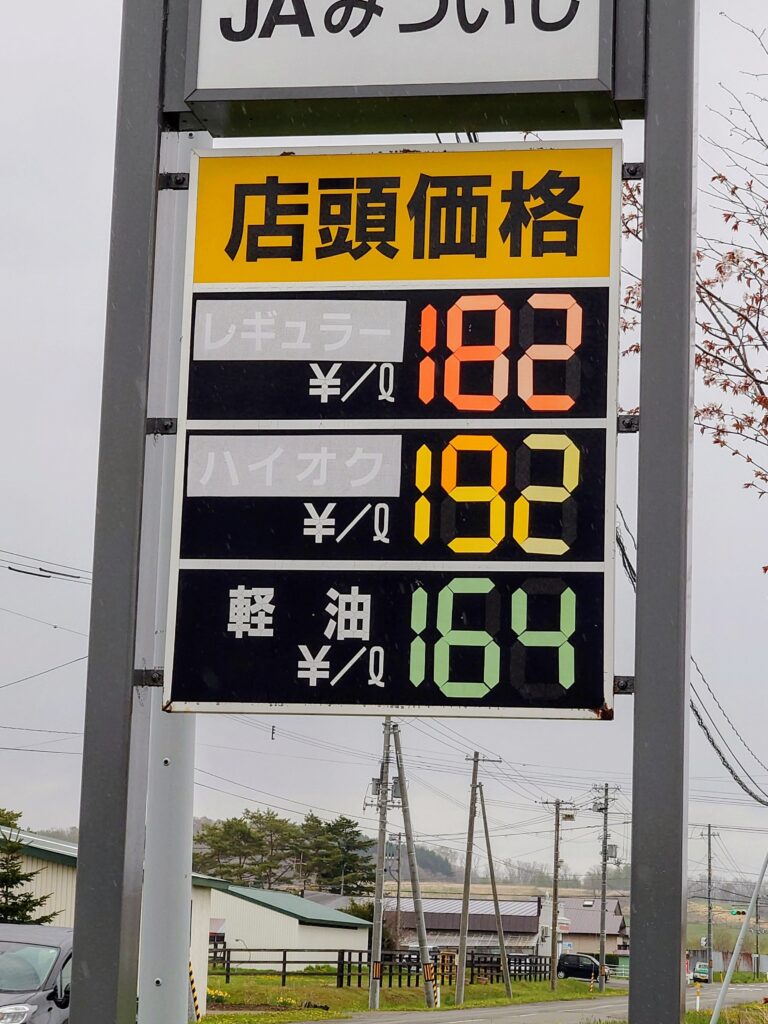 JAみついし
店頭価格
レギュラー
¥/ℓ 182
ハイオク
¥/ℓ 192
軽油
¥/ℓ 164